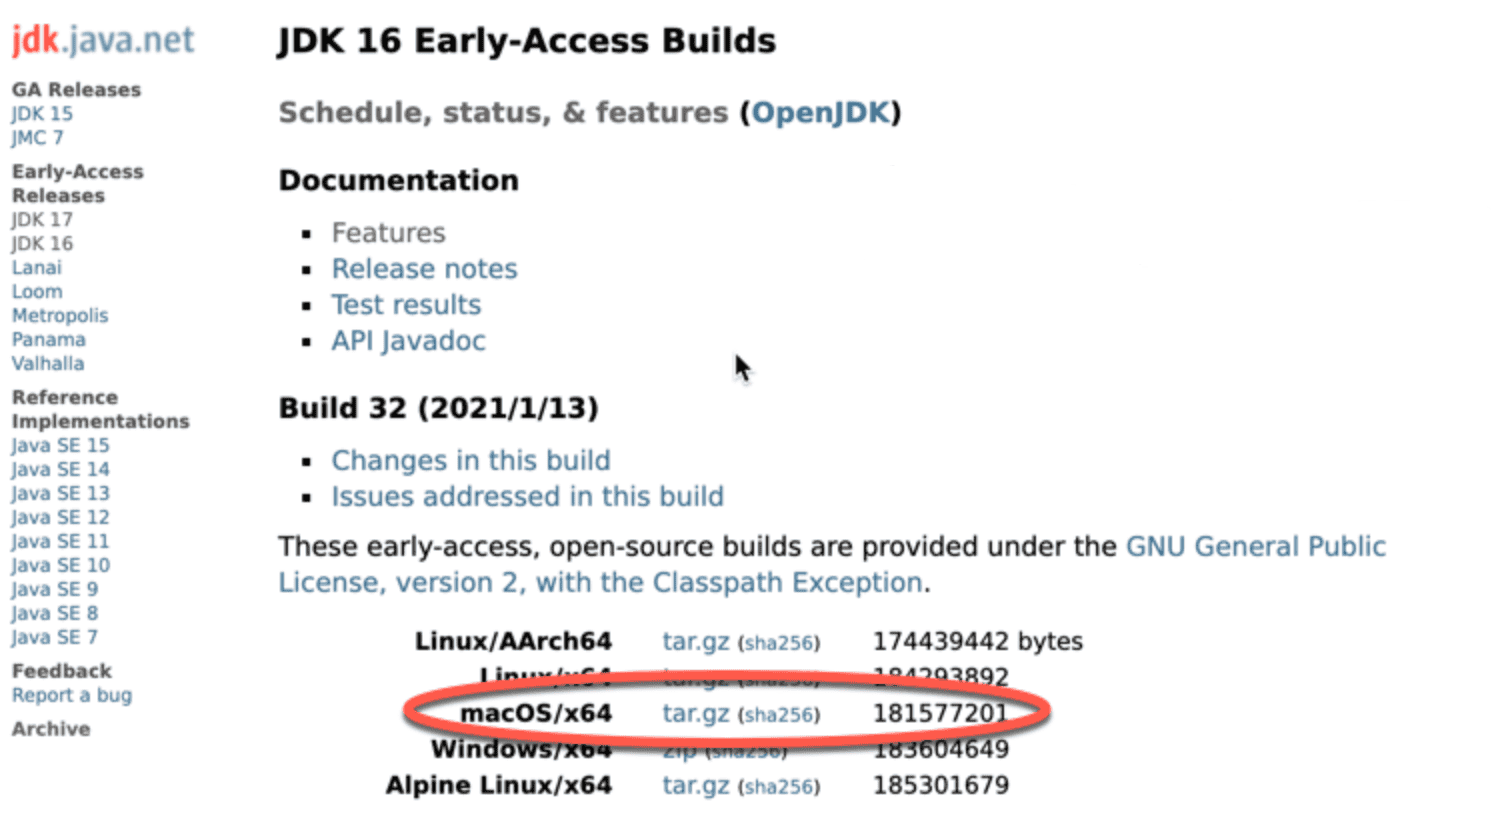 jdk.java.net
GA Releases
JDK 15
JMC 7
Early-Access
Releases
JDK 17
JDK 16
Lanai
Loom
Metropolis
Panama
Valhalla
Reference
Implementations
Java SE 15
Java SE 14
Java SE 13
Java SE 12
Java SE 11
Java SE 10
Java SE 9
Java SE 8
Java SE 7
Feedback
Report a bug
Archive
JDK 16 Early-Access Builds
Schedule, status, & features (OpenJDK)
Documentation
Features
Release notes
Test results
API Javadoc
Build 32 (2021/1/13)
Changes in this build
Issues addressed in this build
These early-access, open-source builds are provided under the GNU General Public
License, version 2, with the Classpath Exception.
Linux/AArch64 tar.gz (sha256) 174439442 bytes
Linux/x64 tar.gz (sha256) 184293892
macOS/x64 tar.gz (sha256) 181577201
Windows/x64 zip (sha256) 183604649
Alpine Linux/x64 tar.gz (sha256) 185301679